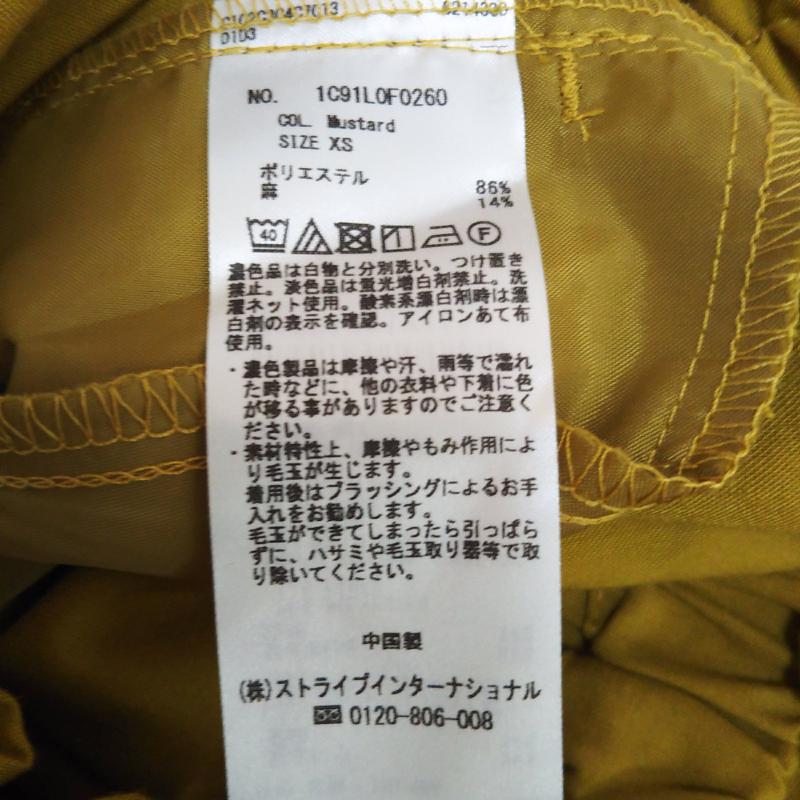 0103
NO. 1C91L0F0260
COL Mustard
SIZE XS
ポリエステル 86%
麻 14%
40
F
濃色品は白物と分別洗い。つけ置き
禁止。淡色品は蛍光増白剤禁止。洗
濯ネット使用。酸素系漂白剤時は漂
白剤の表示を確認。アイロンあて布
使用。
・濃色製品は摩擦や汗、雨等で濡れ
た時などに、他の衣料や下着に色
が移る事がありますのでご注意く
ださい。
・素材特性上、摩擦やもみ作用によ
り毛玉が生じます。
着用後はブラッシングによるお手
入れをお勧めします。
毛玉ができてしまったら引っぱら
ずに、ハサミや毛玉取り器等で取
り除いてください。
中国製
(株)ストライプインターナショナル
0120-806-008